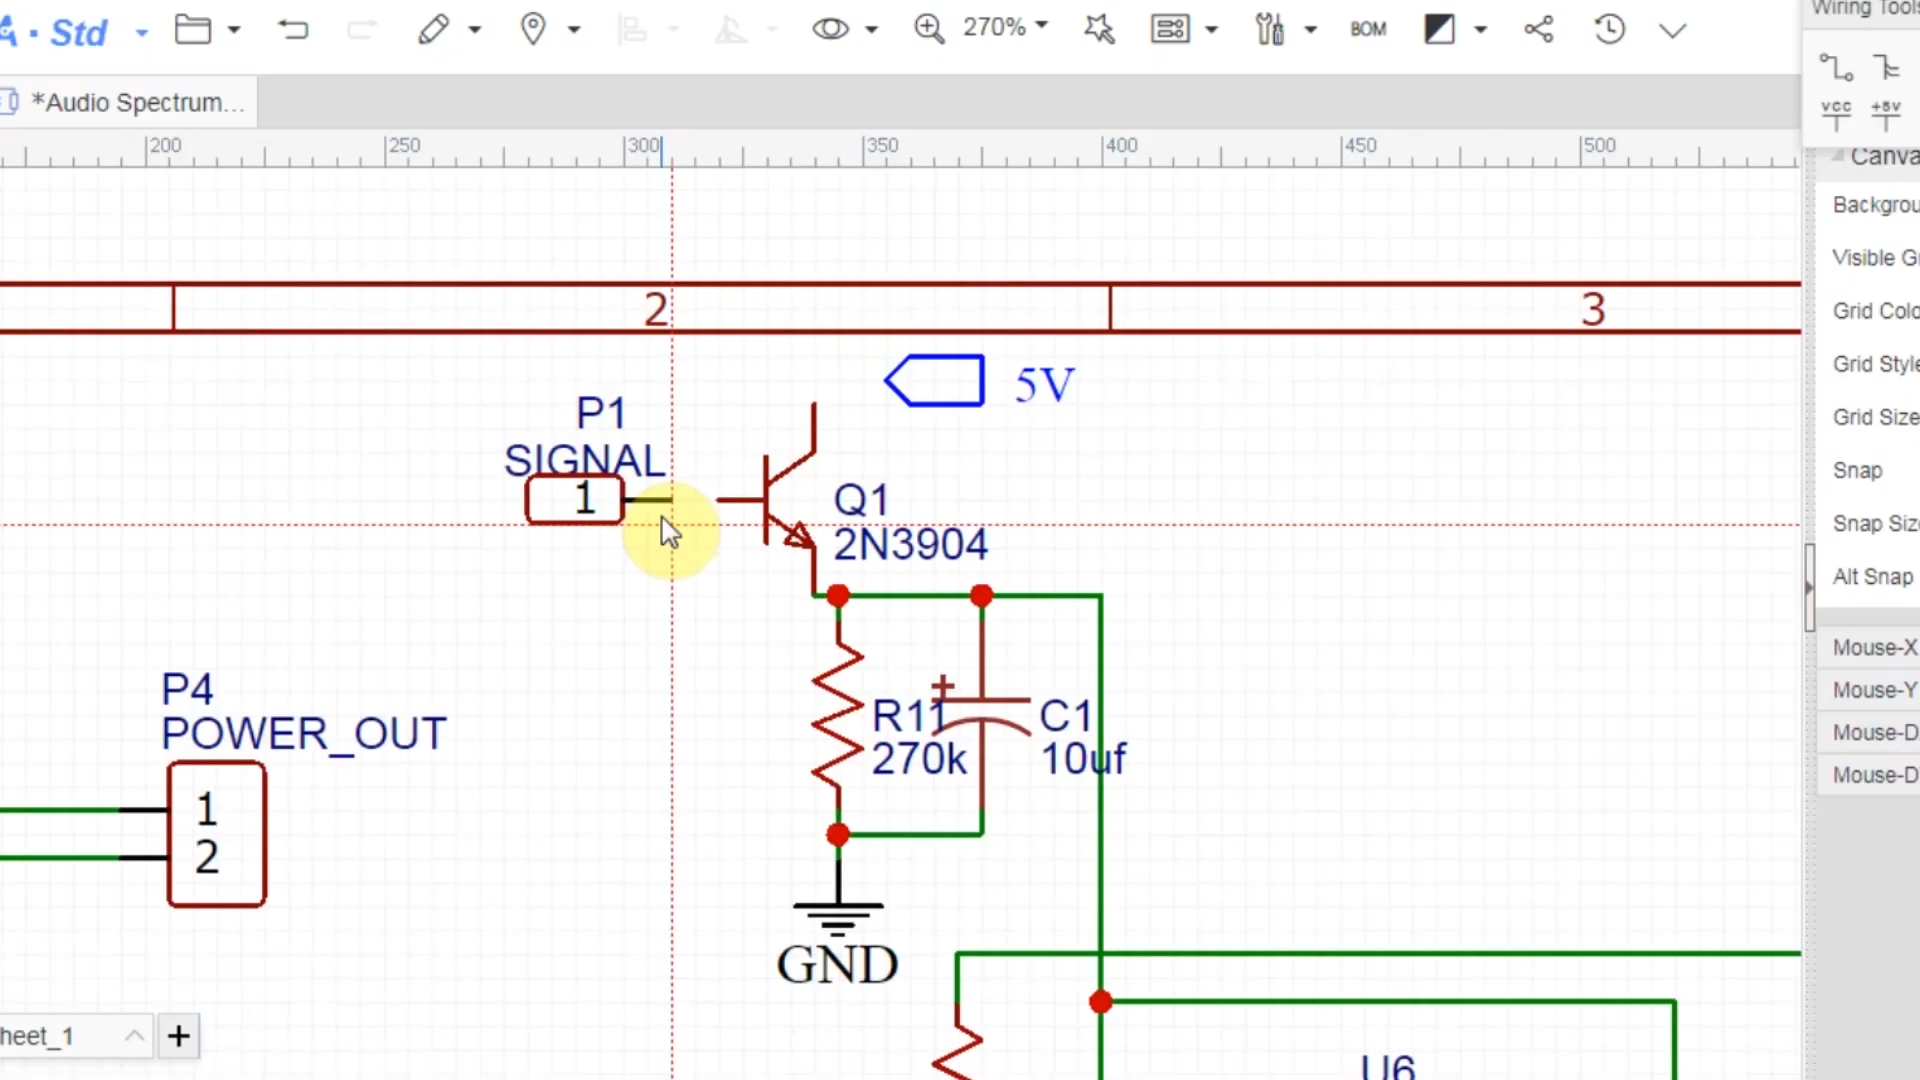 Std
270%
BOM
Wiring Tools
VCC +5V
*Audio Spectrum...
200 250 300 350 400 450 500
Canva
Backgrou
Visible Gr
Grid Colo
Grid Style
Grid Size
Snap
Snap Siz
Alt Snap
Mouse-X
Mouse-Y
Mouse-D
Mouse-D
2 3
5V
P1
SIGNAL
1
Q1
2N3904
P4
POWER_OUT
1
2
R11
270k
+
C1
10uf
GND
heet_1
+
U6